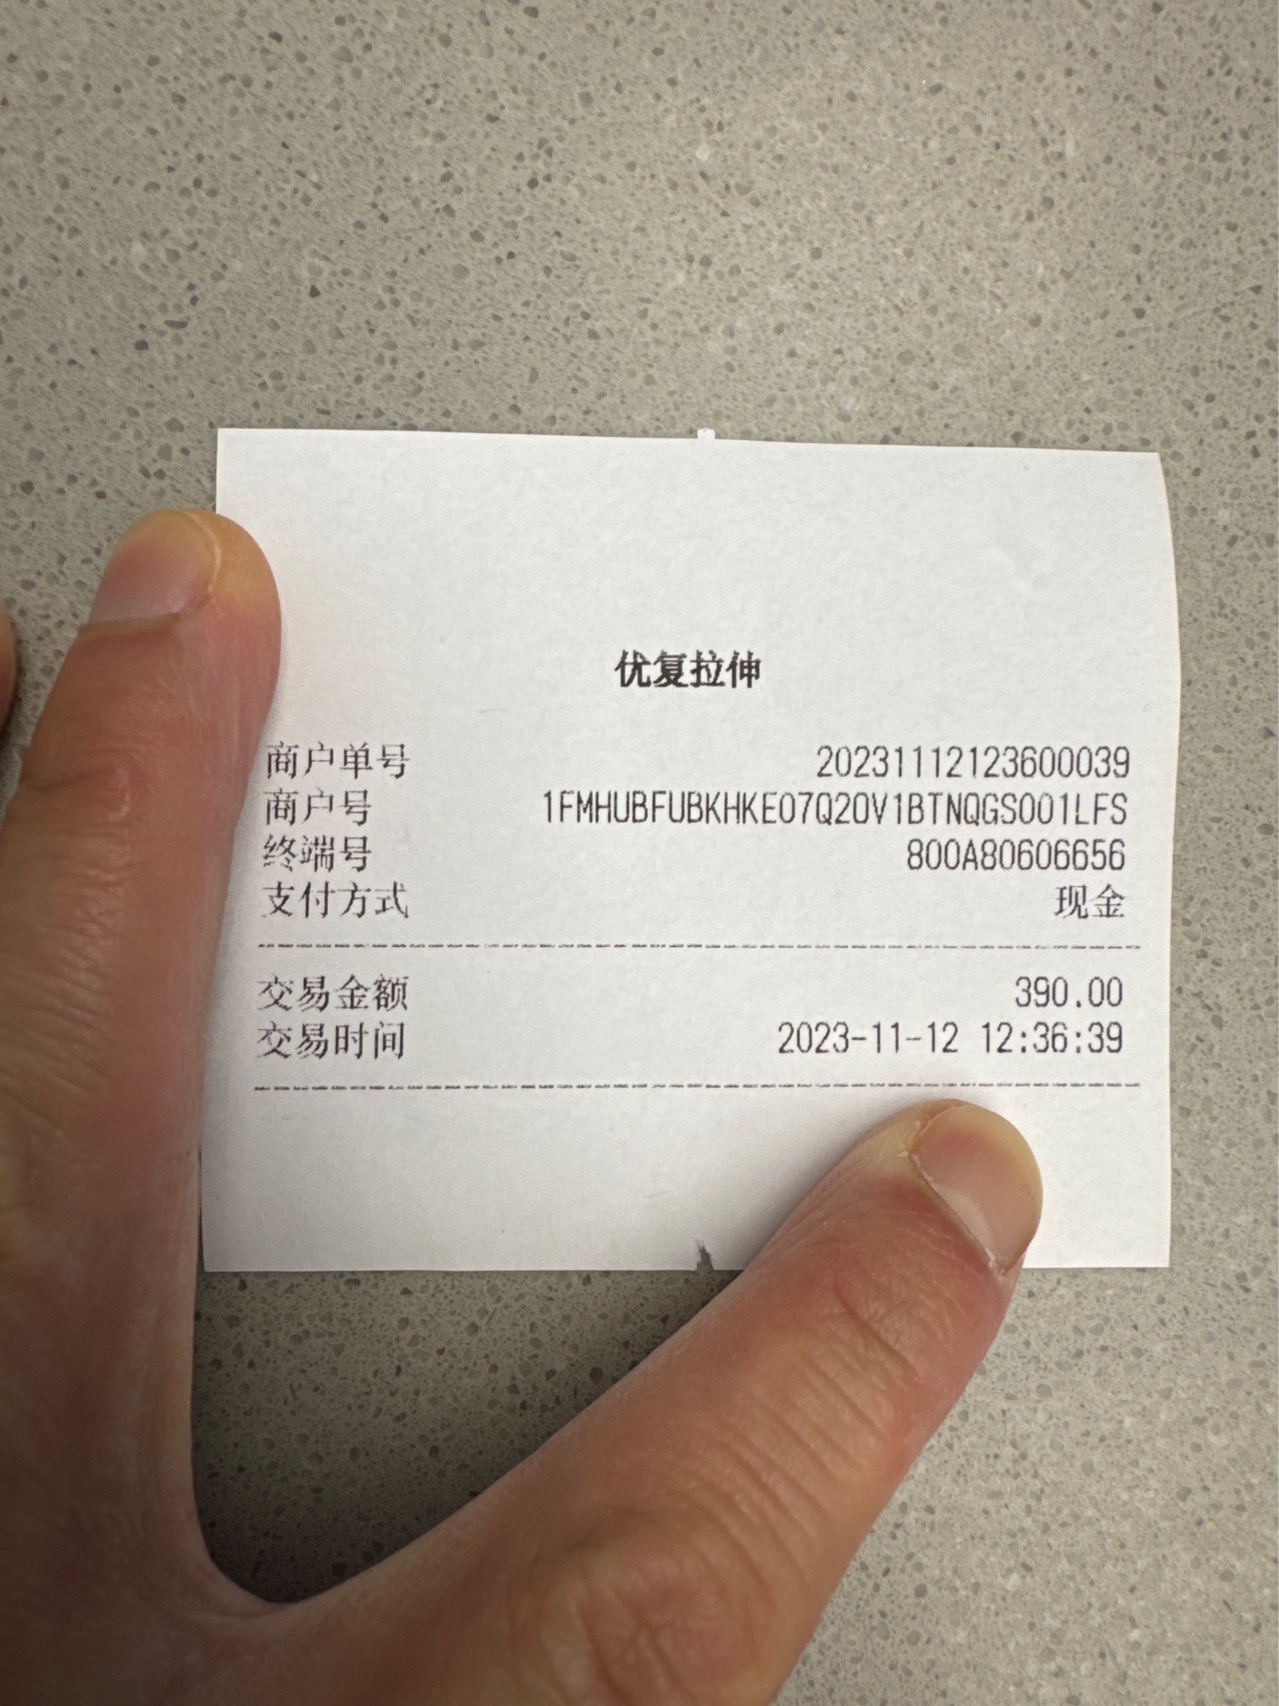 优复拉伸
商户单号 20231112123600039
商户号 1FMHUBFUBKHKE07Q20V1BTNQGS001LFS
终端号 800A80606656
支付方式 现金
交易金额 390.00
交易时间 2023-11-12 12:36:39